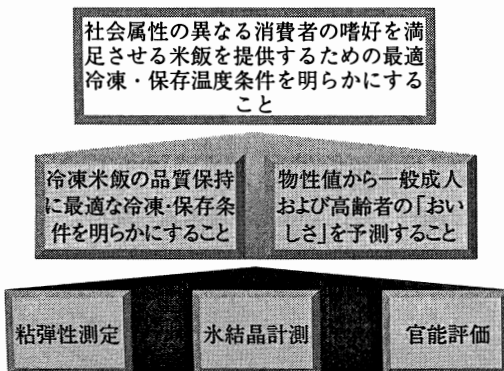 社会属性の異なる消費者の嗜好を満
足させる米飯を提供するための最適
冷凍・保存温度条件を明らかにする
こと
冷凍米飯の品質保持
に最適な冷凍・保存条
件を明らかにすること
物性値から一般成人
および高齢者の「おい
しさ」を予測すること
粘弾性測定
氷結晶計測
官能評価